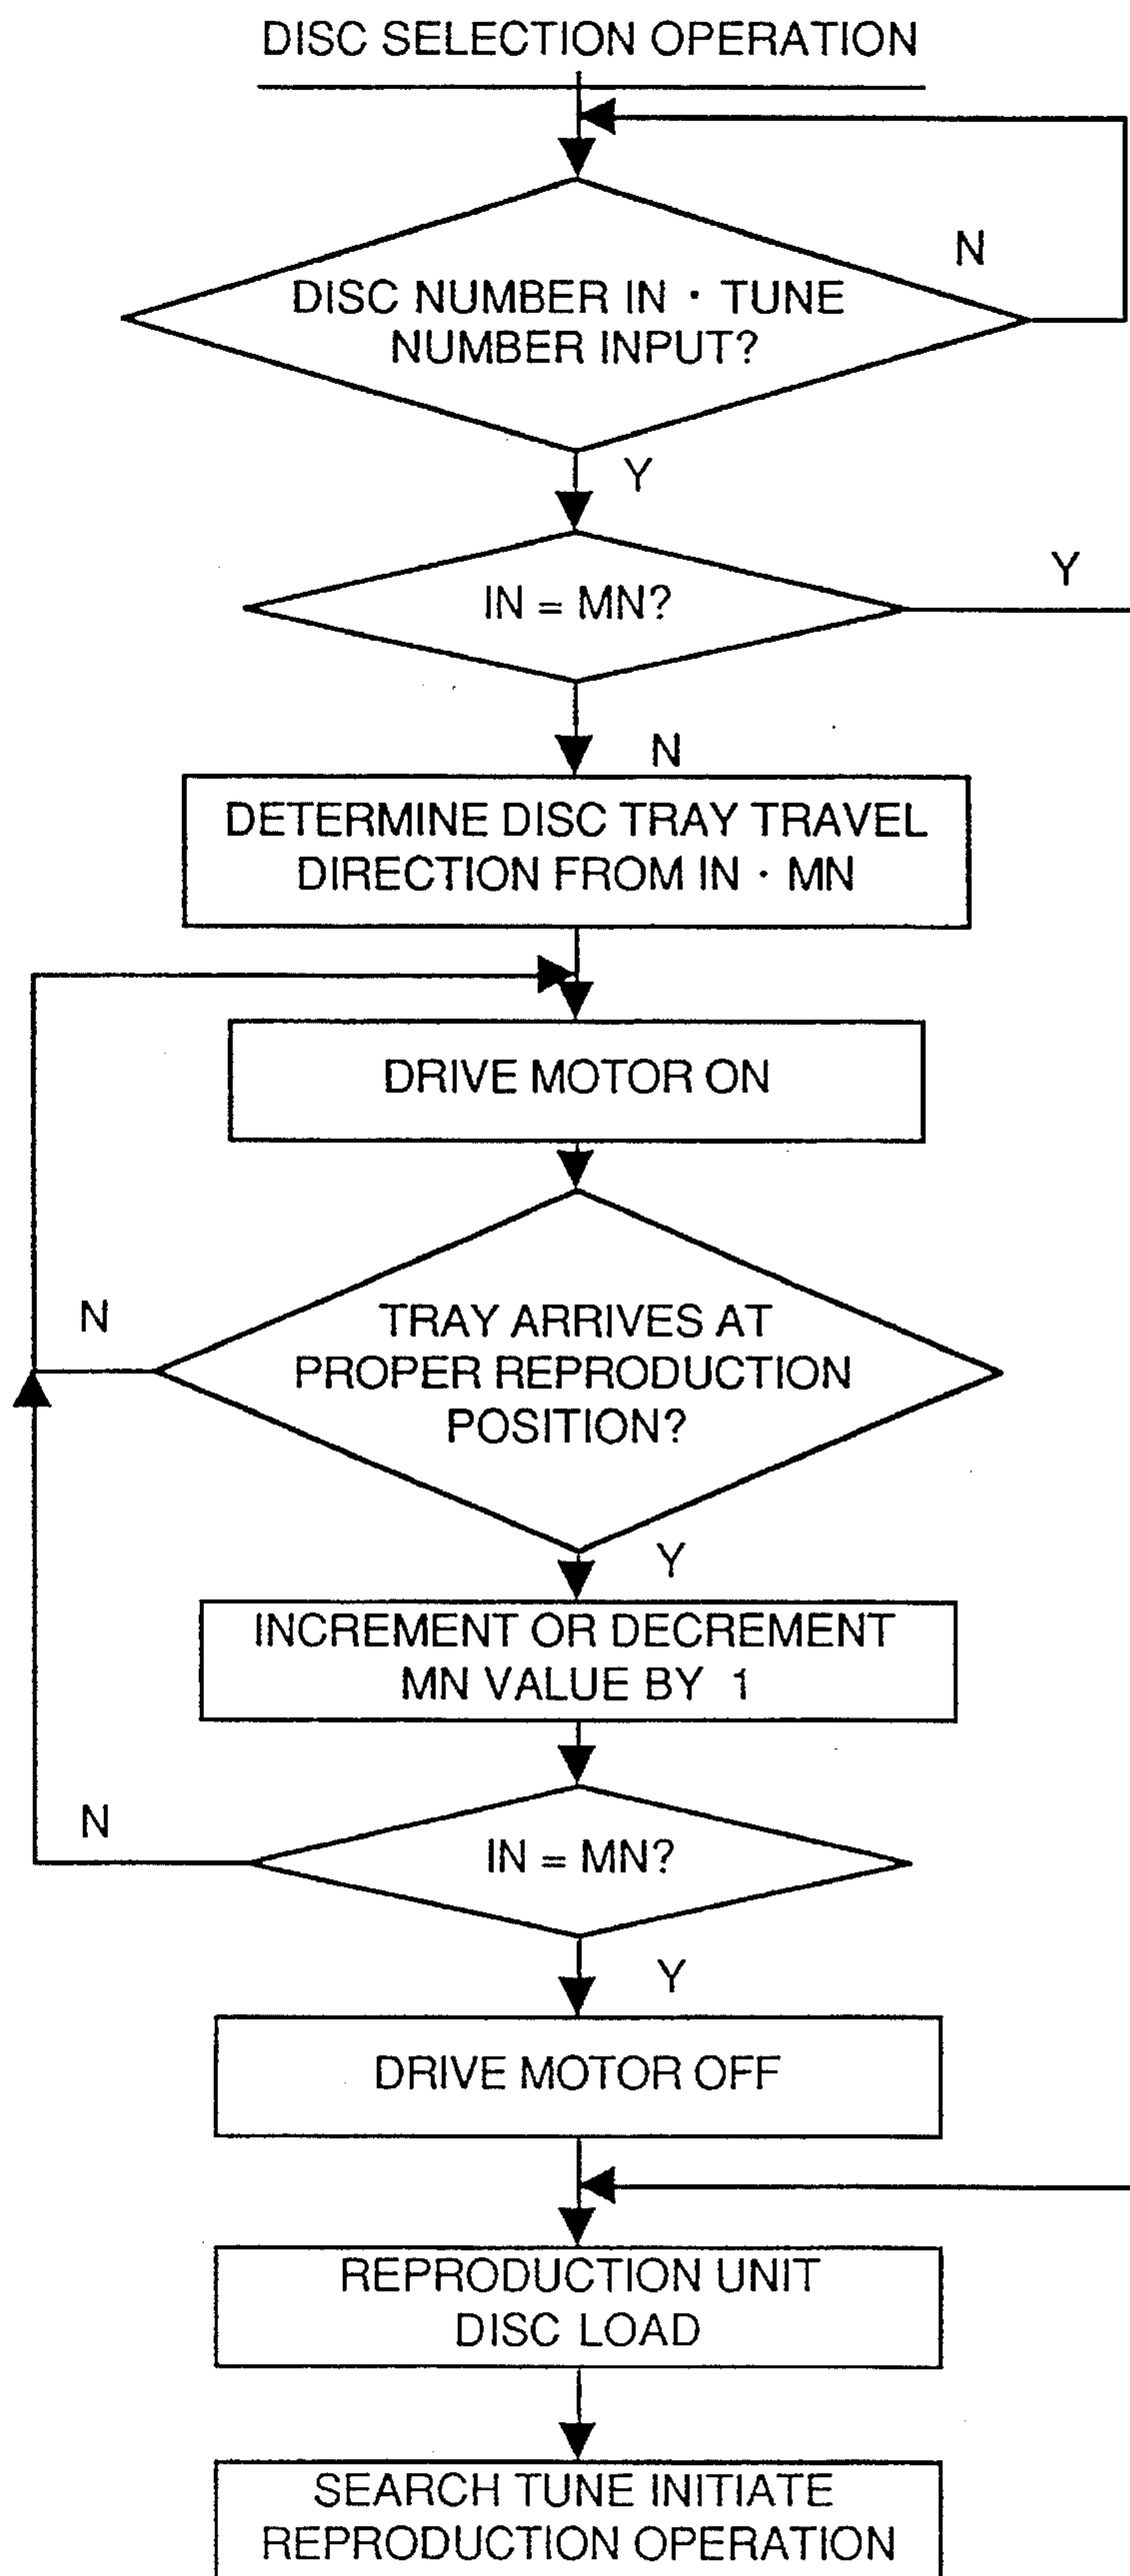 DISC SELECTION OPERATION
N
DISC NUMBER IN · TUNE
NUMBER INPUT?
Y
Y
IN = MN?
N
DETERMINE DISC TRAY TRAVEL
DIRECTION FROM IN · MN
DRIVE MOTOR ON
N
TRAY ARRIVES AT
PROPER REPRODUCTION
POSITION?
Y
INCREMENT OR DECREMENT
MN VALUE BY 1
N
IN = MN?
Y
DRIVE MOTOR OFF
REPRODUCTION UNIT
DISC LOAD
SEARCH TUNE INITIATE
REPRODUCTION OPERATION